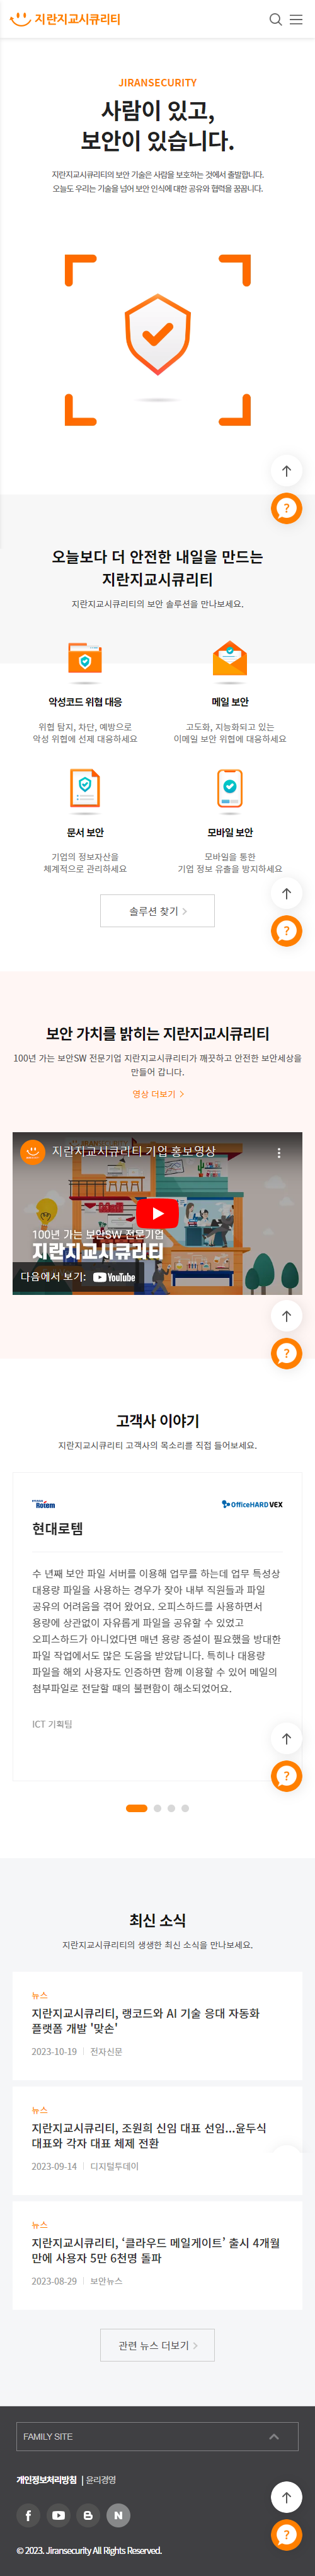 지란지교시큐리티
JIRANSECURITY
사람이 있고,
보안이 있습니다.
지란지교시큐리티의 보안 기술은 사람을 보호하는 것에서 출발합니다.
오늘도 우리는 기술을 넘어 보안 인식에 대한 공유와 협력을 꿈꿉니다.
?
오늘보다 더 안전한 내일을 만드는
지란지교시큐리티
지란지교시큐리티의 보안 솔루션을 만나보세요.
악성코드 위협 대응
위협 탐지, 차단, 예방으로
악성 위협에 선제 대응하세요
메일 보안
고도화, 지능화되고 있는
이메일 보안 위협에 대응하세요
문서 보안
기업의 정보자산을
체계적으로 관리하세요
모바일 보안
모바일을 통한
기업 정보 유출을 방지하세요
솔루션 찾기
?
보안 가치를 밝히는 지란지교시큐리티
100년 가는 보안SW 전문기업 지란지교시큐리티가 깨끗하고 안전한 보안세상을
만들어 갑니다.
영상 더보기
지란지교시큐리티 기업 홍보영상
100년 가는 보안SW 전문기업
지란지교시큐리티
다음에서 보기: YouTube
?
고객사 이야기
지란지교시큐리티 고객사의 목소리를 직접 들어보세요.
Rotem
OfficeHARD VEX
현대로템
수 년째 보안 파일 서버를 이용해 업무를 하는데 업무 특성상
대용량 파일을 사용하는 경우가 잦아 내부 직원들과 파일
공유의 어려움을 겪어 왔어요. 오피스하드를 사용하면서
용량에 상관없이 자유롭게 파일을 공유할 수 있었고
오피스하드가 아니었다면 매년 용량 증설이 필요했을 방대한
파일 작업에서도 많은 도움을 받았답니다. 특히나 대용량
파일을 해외 사용자도 인증하면 함께 이용할 수 있어 메일의
첨부파일로 전달할 때의 불편함이 해소되었어요.
ICT 기획팀
?
최신 소식
지란지교시큐리티의 생생한 최신 소식을 만나보세요.
뉴스
지란지교시큐리티, 랭코드와 AI 기술 응대 자동화
플랫폼 개발 '맞손'
2023-10-19 | 전자신문
뉴스
지란지교시큐리티, 조원희 신임 대표 선임...윤두식
대표와 각자 대표 체제 전환
2023-09-14 | 디지털투데이
뉴스
지란지교시큐리티, ‘클라우드 메일게이트’ 출시 4개월
만에 사용자 5만 6천명 돌파
2023-08-29 | 보안뉴스
관련 뉴스 더보기
FAMILY SITE
개인정보처리방침 | 윤리경영
?
© 2023. Jiransecurity All Rights Reserved.